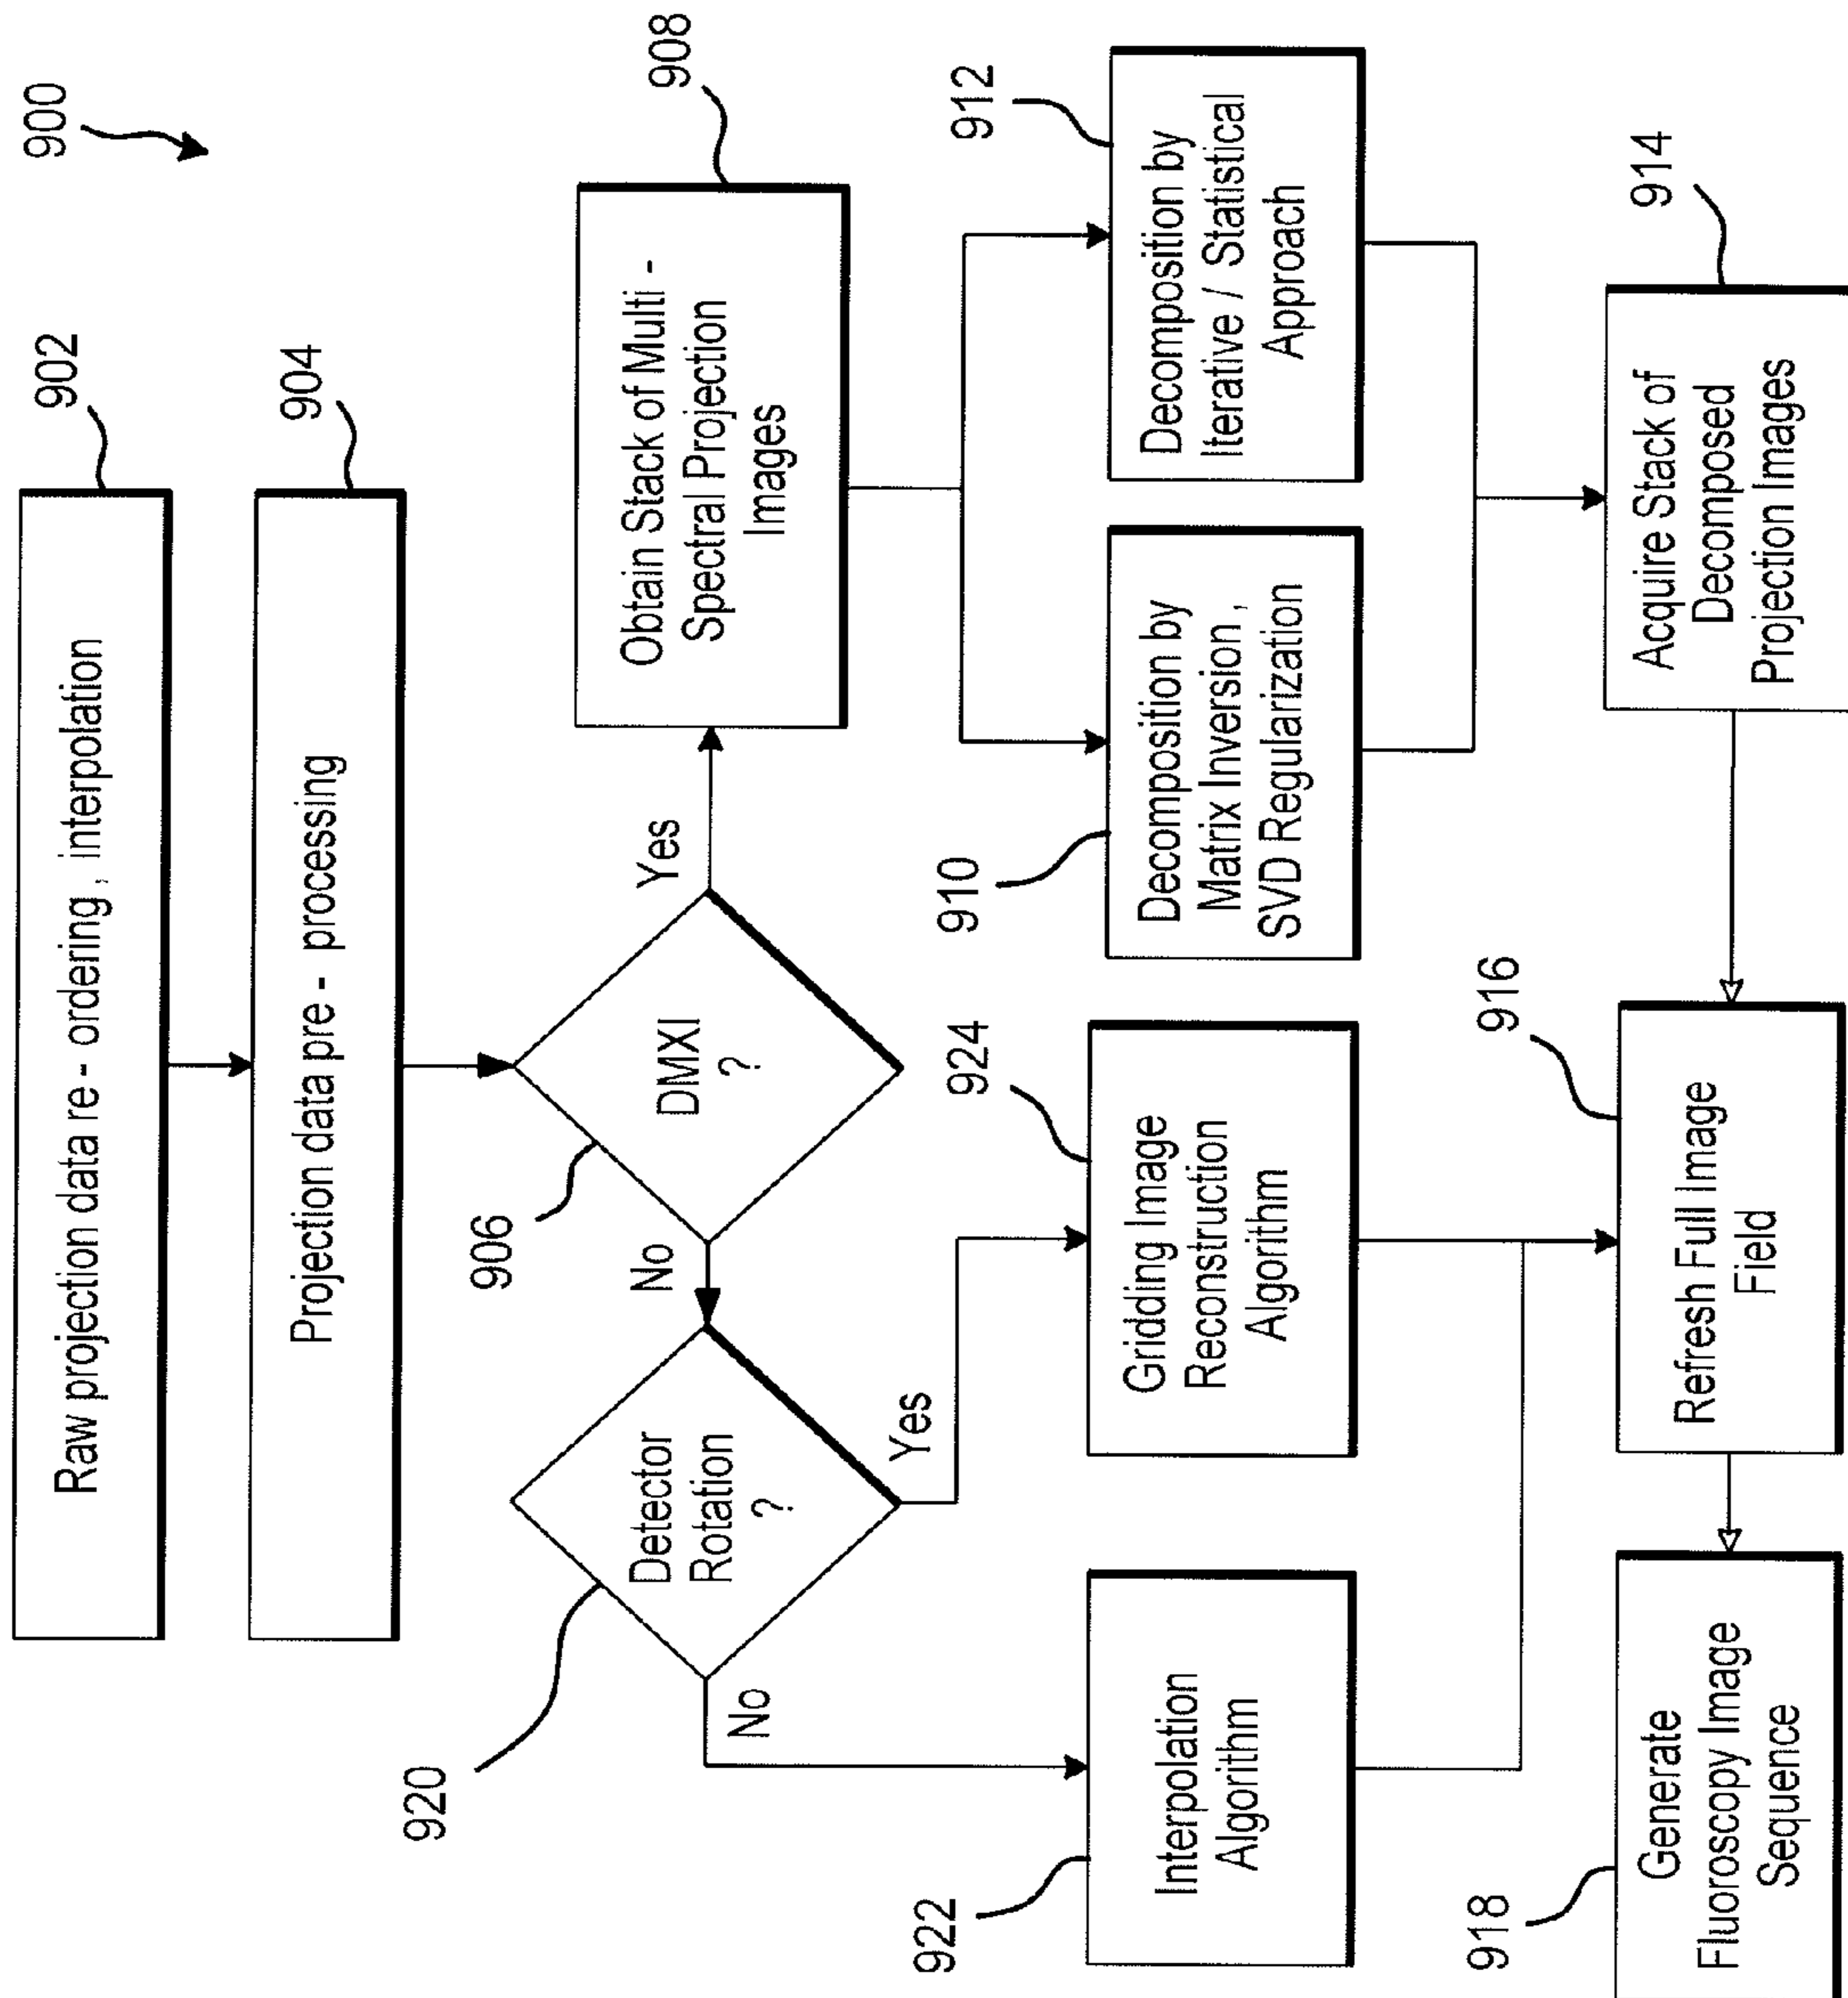 900
902
Raw projection data re - ordering , interpolation
904
Projection data pre - processing
906
DMXI
?
Yes
No
908
Obtain Stack of Multi -
Spectral Projection
Images
920
Detector
Rotation
?
No
Yes
922
Interpolation
Algorithm
924
Gridding Image
Reconstruction
Algorithm
910
Decomposition by
Matrix Inversion ,
SVD Regularization
912
Decomposition by
Iterative / Statistical
Approach
914
Acquire Stack of
Decomposed
Projection Images
916
Refresh Full Image
Field
918
Generate
Fluoroscopy Image
Sequence